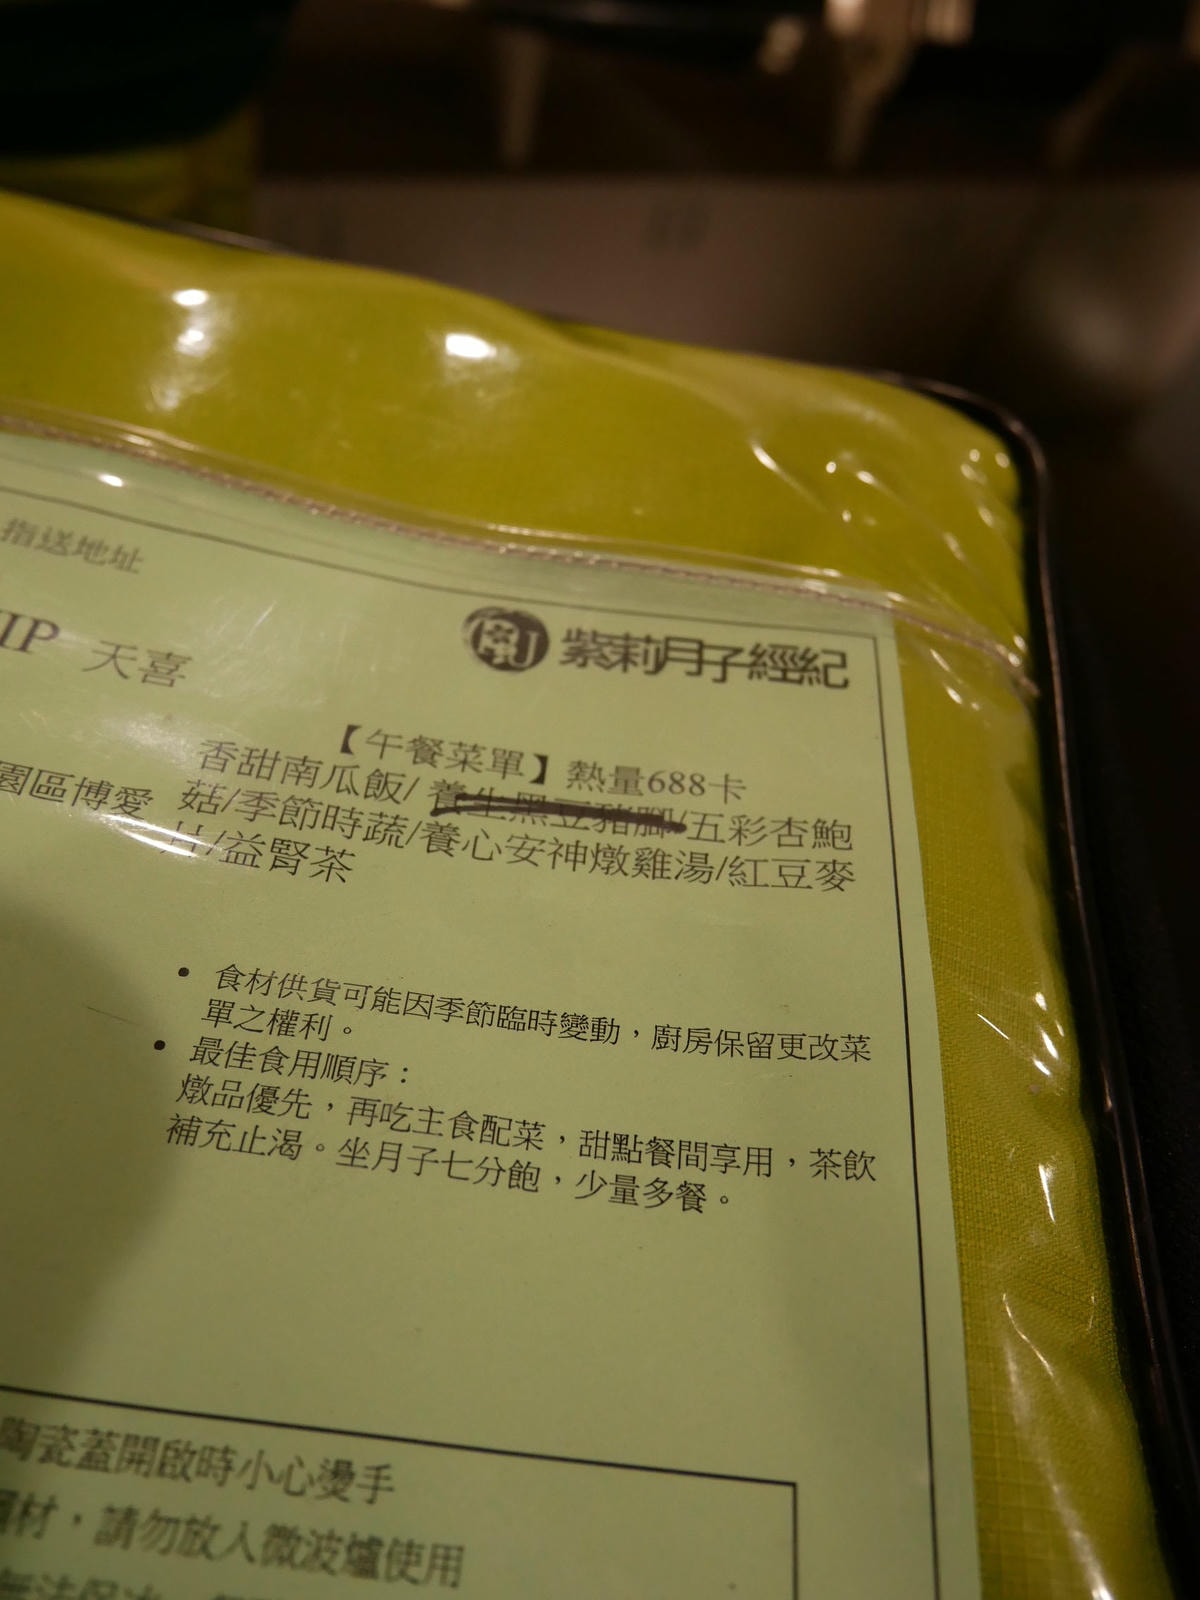 指送地址
IP 天喜
紫莉月子經紀
【午餐菜單】熱量688卡
香甜南瓜飯/ 養生黑豆豬腳/五彩杏鮑
園區博愛 菇/季節時蔬/養心安神燉雞湯/紅豆麥
片/益腎茶
• 食材供貨可能因季節臨時變動，廚房保留更改菜
單之權利。
• 最佳食用順序：
燉品優先，再吃主食配菜，甜點餐間享用，茶飲
補充止渴。坐月子七分飽，少量多餐。
陶瓷蓋開啟時小心燙手
材，請勿放入微波爐使用